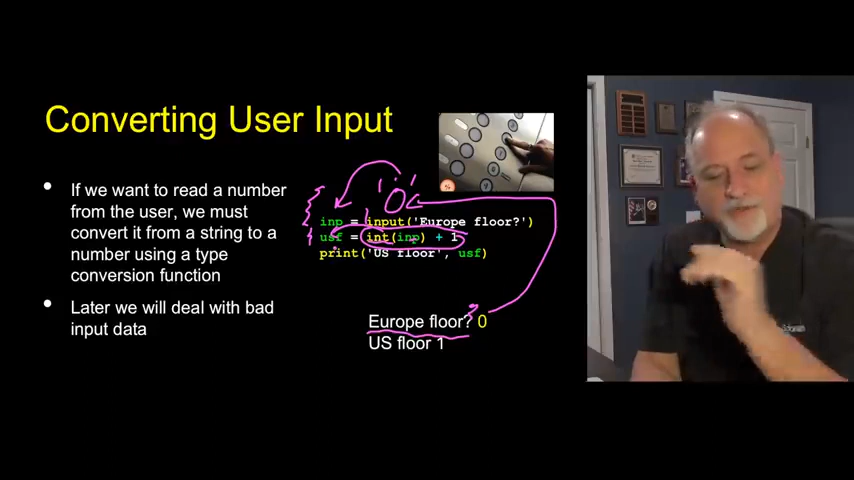 Converting User Input
• If we want to read a number
from the user, we must
convert it from a string to a
number using a type
conversion function
• Later we will deal with bad
input data
'0'
inp = input('Europe floor?')
usf = int(inp) + 1
print('US floor', usf)
Europe floor? 0
US floor 1